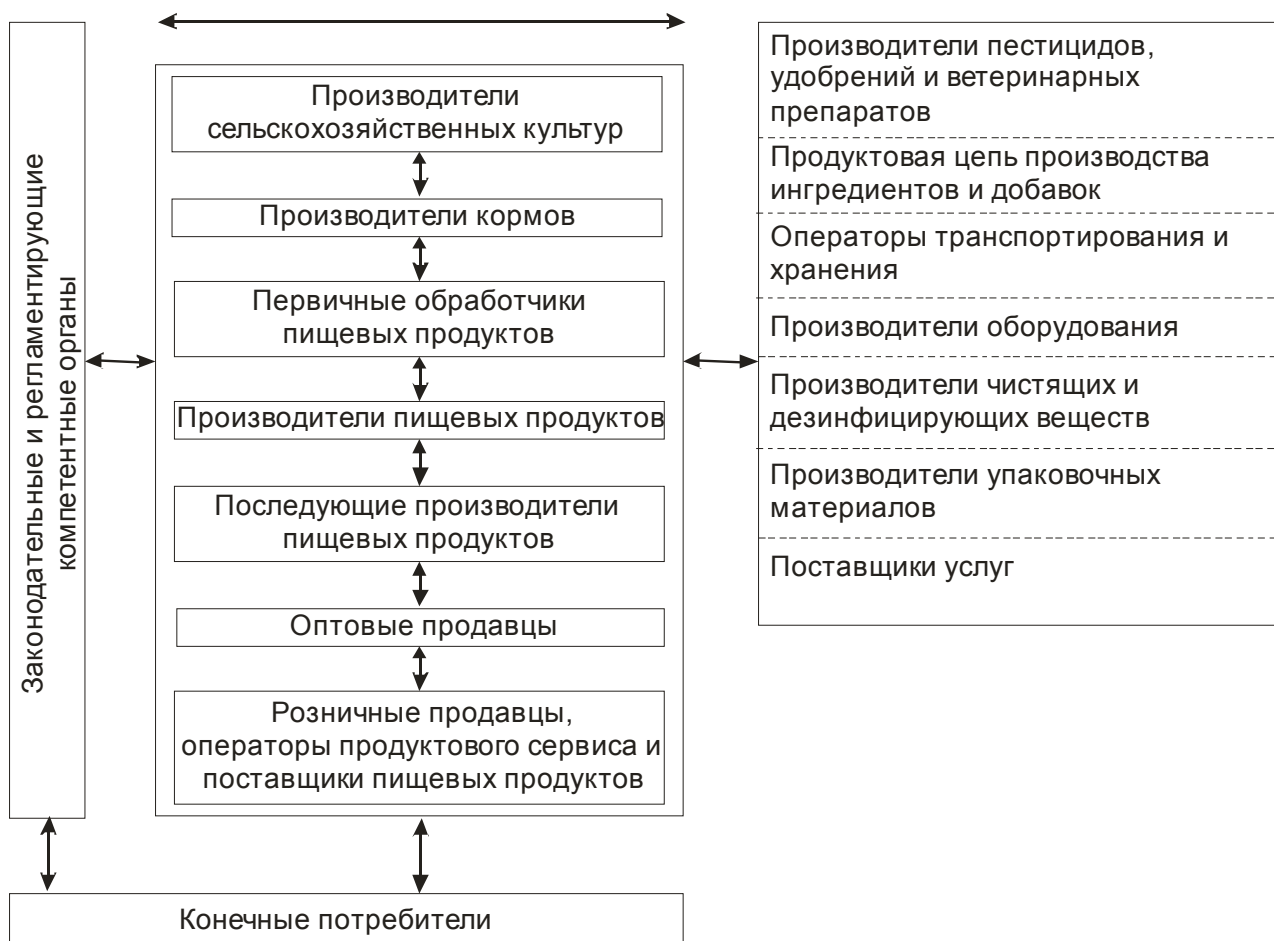 Законодательные и регламентирующие
компетентные органы
Производители
сельскохозяйственных культур
Производители кормов
Первичные обработчики
пищевых продуктов
Производители пищевых продуктов
Последующие производители
пищевых продуктов
Оптовые продавцы
Розничные продавцы,
операторы продуктового сервиса и
поставщики пищевых продуктов
Производители пестицидов,
удобрений и ветеринарных
препаратов
Продуктовая цепь производства
ингредиентов и добавок
Операторы транспортирования и
хранения
Производители оборудования
Производители чистящих и
дезинфицирующих веществ
Производители упаковочных
материалов
Поставщики услуг
Конечные потребители